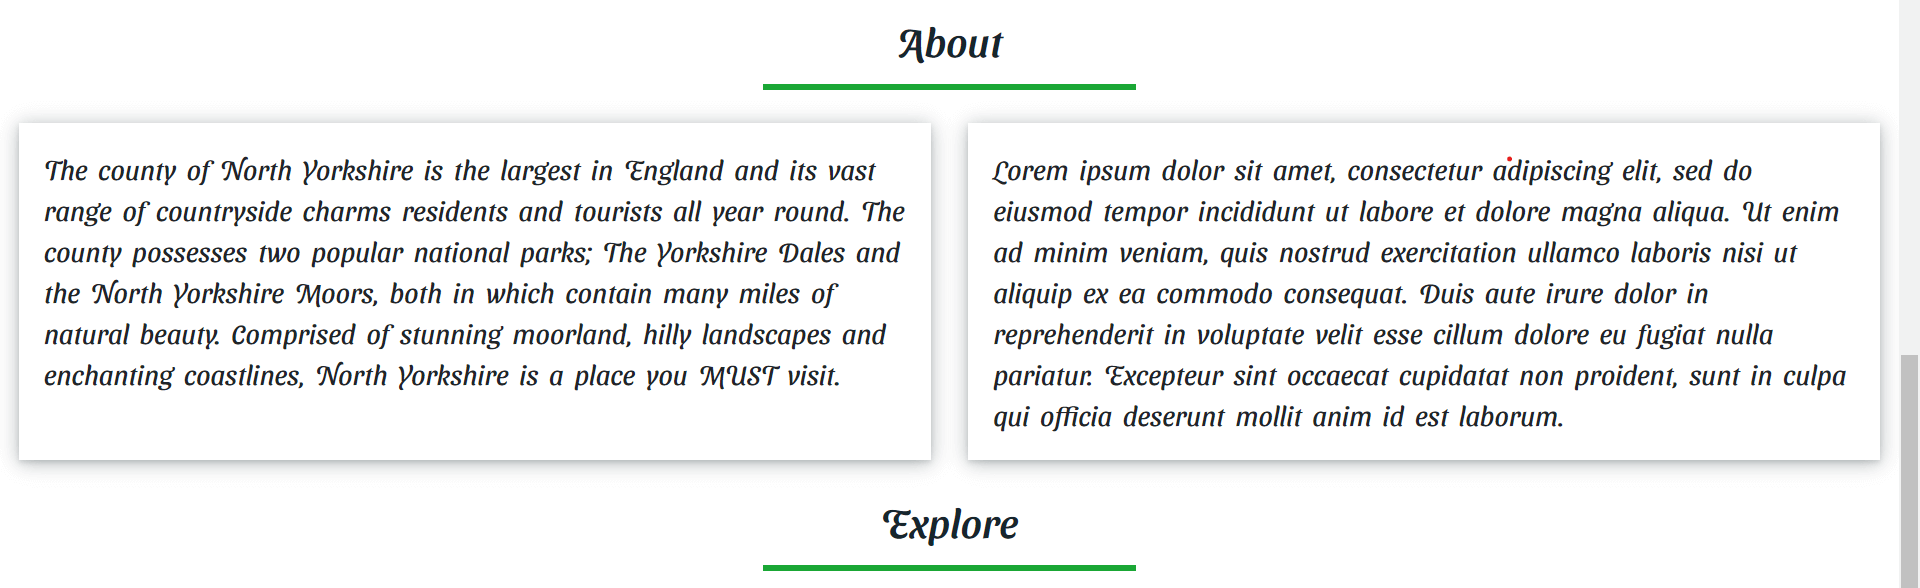 About
The county of North Yorkshire is the largest in England and its vast
range of countryside charms residents and tourists all year round. The
county possesses two popular national parks; The Yorkshire Dales and
the North Yorkshire Moors, both in which contain many miles of
natural beauty. Comprised of stunning moorland, hilly landscapes and
enchanting coastlines, North Yorkshire is a place you MUST visit.
Lorem ipsum dolor sit amet, consectetur adipiscing elit, sed do
eiusmod tempor incididunt ut labore et dolore magna aliqua. Ut enim
ad minim veniam, quis nostrud exercitation ullamco laboris nisi ut
aliquip ex ea commodo consequat. Duis aute irure dolor in
reprehenderit in voluptate velit esse cillum dolore eu fugiat nulla
pariatur. Excepteur sint occaecat cupidatat non proident, sunt in culpa
qui officia deserunt mollit anim id est laborum.
Explore